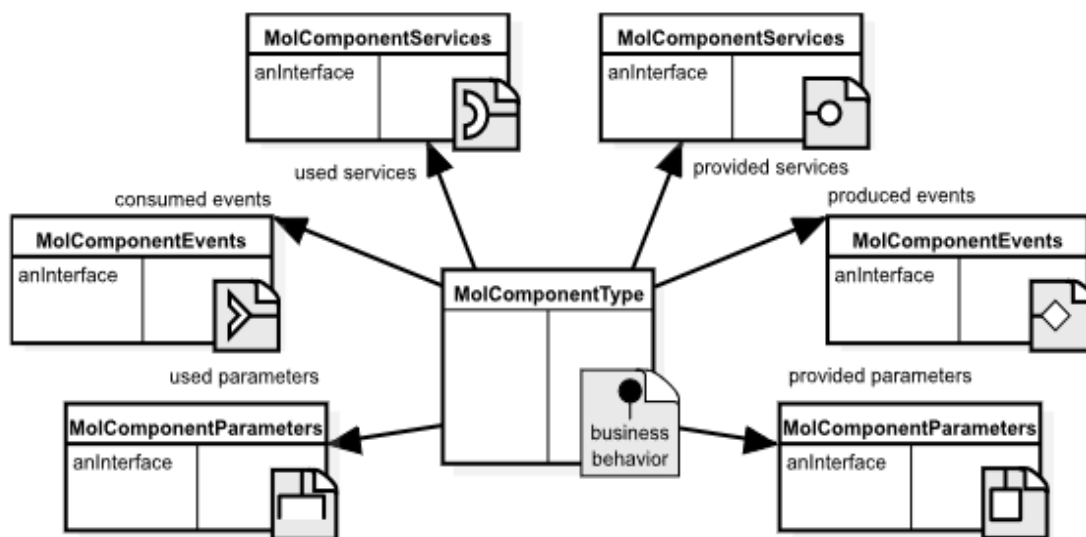 MolComponentServices
anInterface
MolComponentServices
anInterface
used services
provided services
consumed events
produced events
MolComponentEvents
anInterface
MolComponentType
MolComponentEvents
anInterface
used parameters
provided parameters
MolComponentParameters
anInterface
business
behavior
MolComponentParameters
anInterface